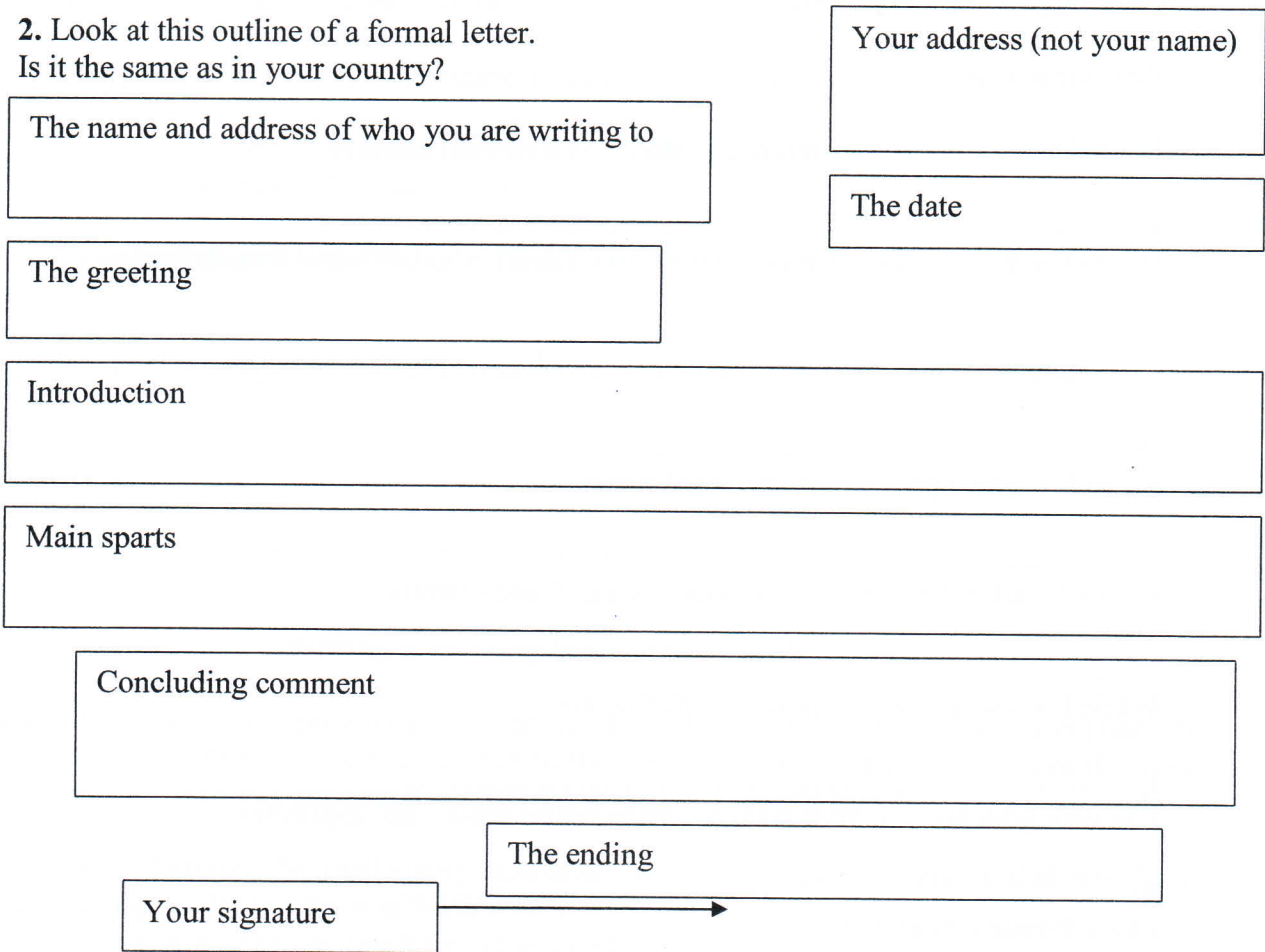 2. Look at this outline of a formal letter.
Is it the same as in your country?
Your address (not your name)
The name and address of who you are writing to
The date
The greeting
Introduction
Main sparts
Concluding comment
The ending
Your signature